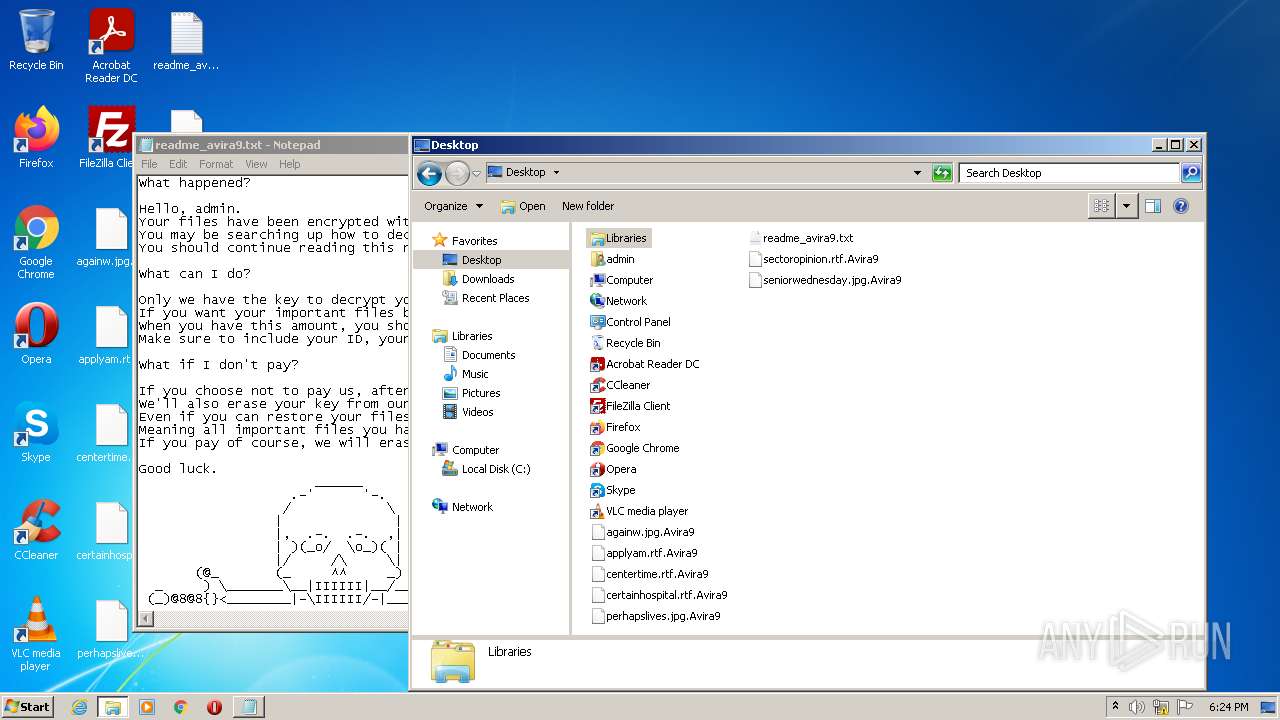 Recycle Bin
Acrobat
Reader DC
readme_av...
Firefox
FileZilla Clie
Google
Chrome
againw.jpg.
Opera
applyam.rt
Skype
centertime.
CCleaner
certainhosp
VLC media
player
perhapslives...
readme_avira9.txt - Notepad
File Edit Format View Help
What happened?
Hello, admin.
Your files have been encrypted wit
You may be searching up how to dec
You should continue reading this r
What can I do?
Only we have the key to decrypt yo
If you want your important files b
When you have this amount, you sho
Make sure to include your ID, your
What if I don't pay?
If you choose not to pay us, after
We'll also erase your key from our
Even if you can restore your files
Meaning all important files you ha
If you pay of course, we will eras
Good luck.
Desktop
Desktop
Search Desktop
Organize Open New folder
Favorites
Desktop
Downloads
Recent Places
Libraries
Documents
Music
Pictures
Videos
Computer
Local Disk (C:)
Network
Libraries
admin
Computer
Network
Control Panel
Recycle Bin
Acrobat Reader DC
CCleaner
FileZilla Client
Firefox
Google Chrome
Opera
Skype
VLC media player
againw.jpg.Avira9
applyam.rtf.Avira9
centertime.rtf.Avira9
certainhospital.rtf.Avira9
perhapslives.jpg.Avira9
readme_avira9.txt
sectoropinion.rtf.Avira9
seniorwednesday.jpg.Avira9
Libraries
ANY RUN
Start
6:24 PM